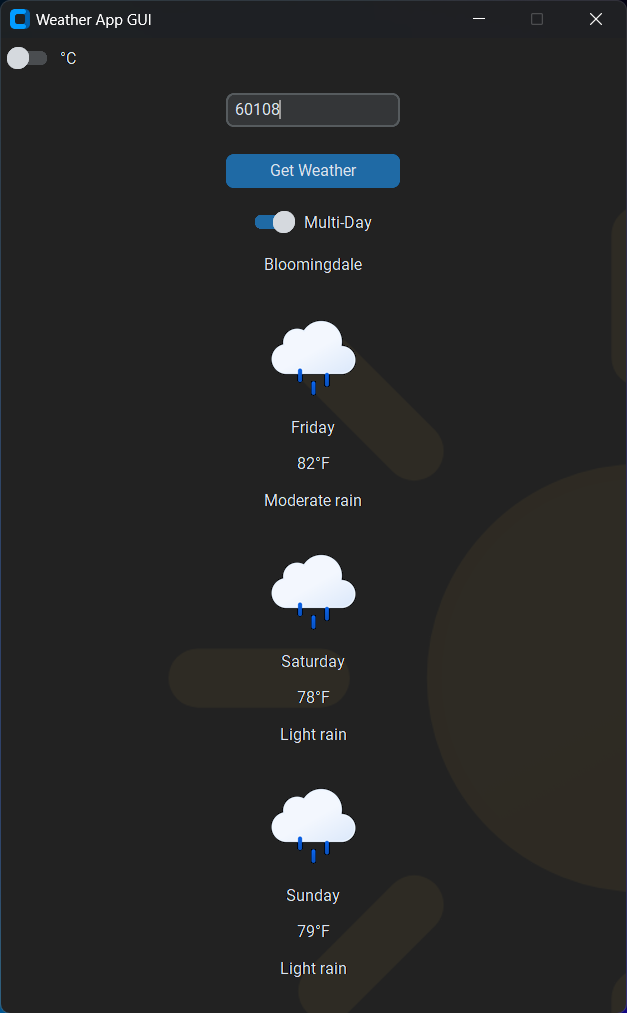 Weather App GUI
°C
60108
Get Weather
Multi-Day
Bloomingdale
Friday
82°F
Moderate rain
Saturday
78°F
Light rain
Sunday
79°F
Light rain